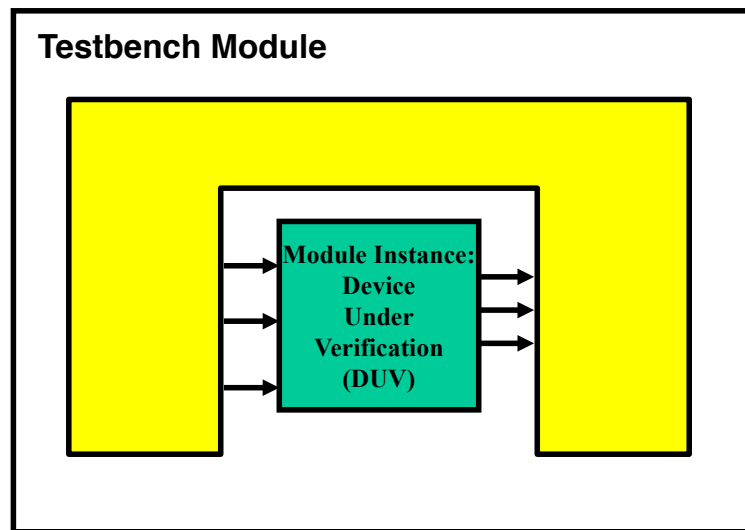 Testbench Module
Module Instance:
Device
Under
Verification
(DUV)